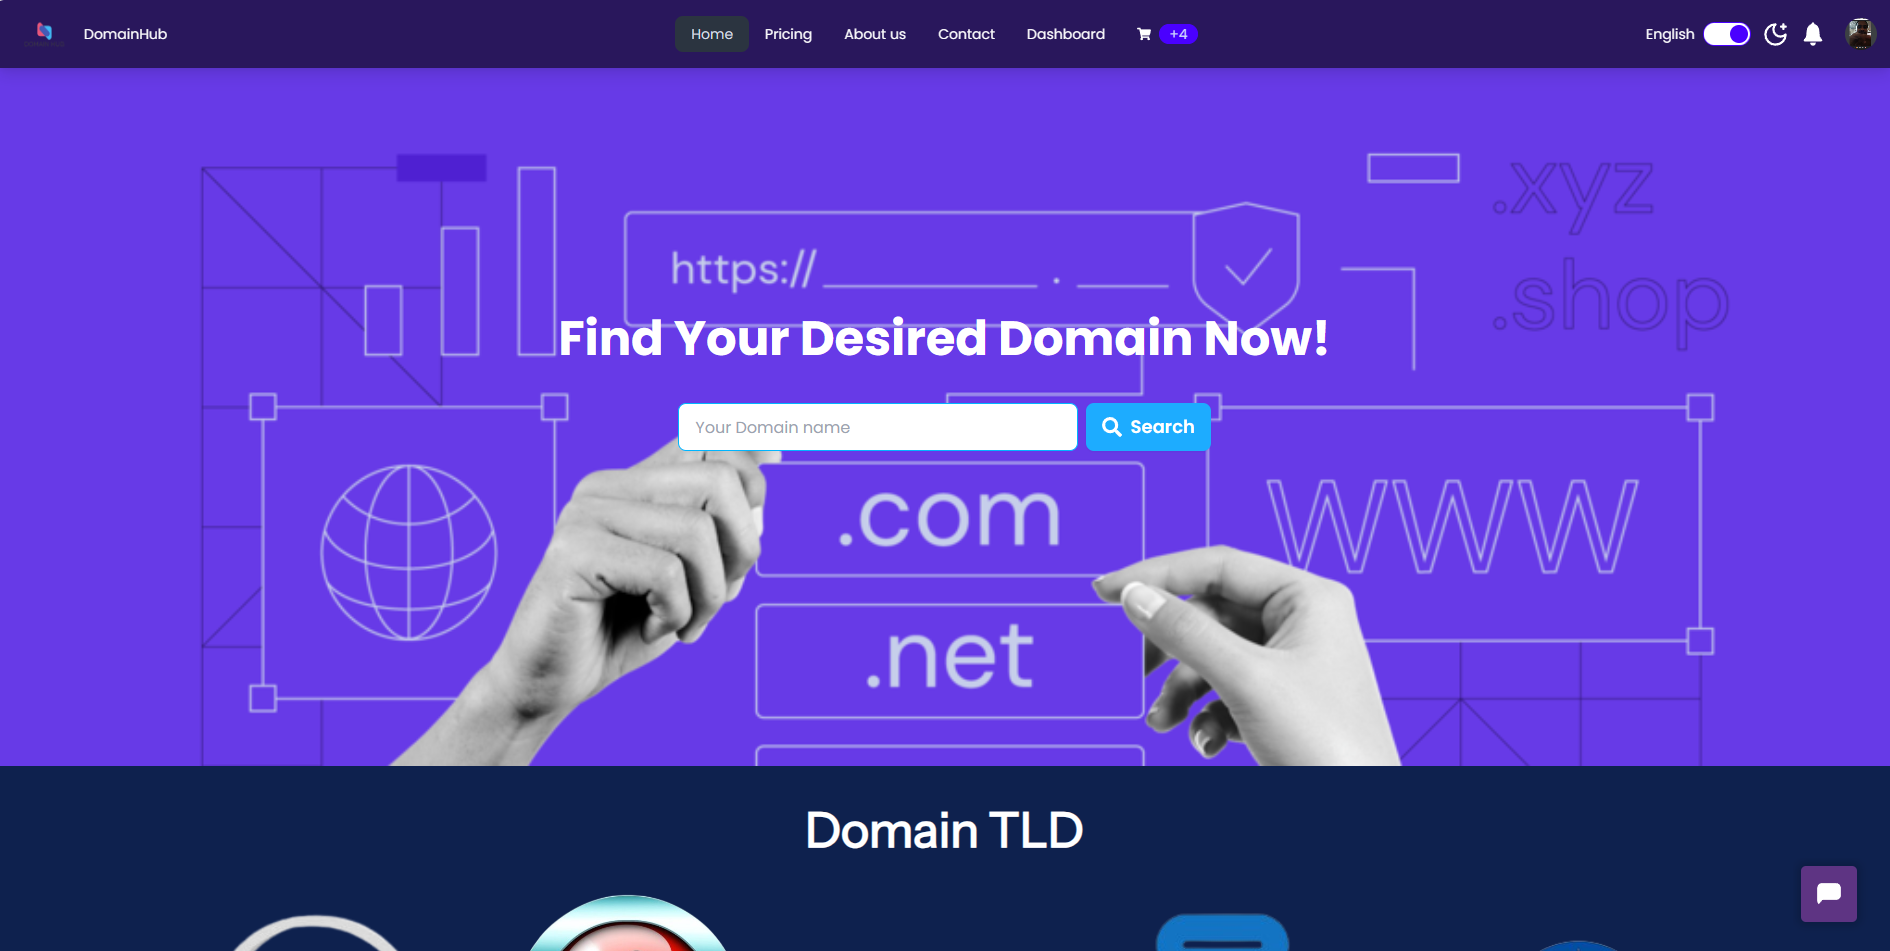 DomainHub
Home
Pricing
About us
Contact
Dashboard
+4
English
.xyz
https:// .
.shop
Find Your Desired Domain Now!
Your Domain name
Search
.com
WWW
.net
Domain TLD